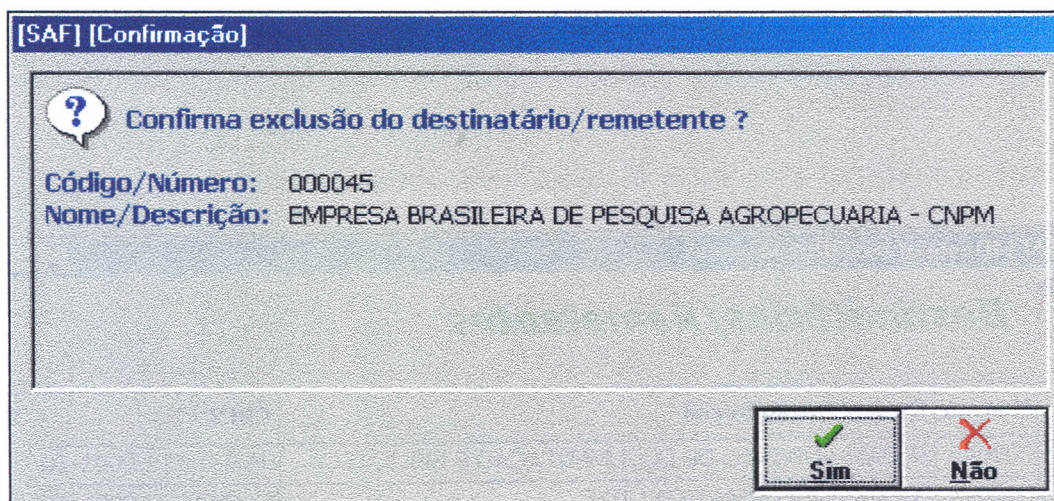 [SAF] [Confirmação]
?
Confirma exclusão do destinatário/remetente ?
Código/Número: 000045
Nome/Descrição: EMPRESA BRASILEIRA DE PESQUISA AGROPECUARIA - CNPM
Sim Não